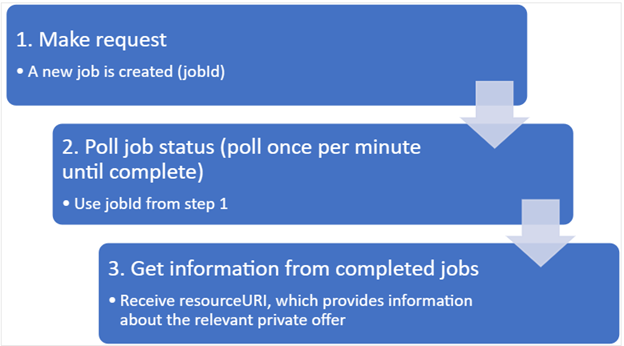 1. Make request
• A new job is created (jobId)
2. Poll job status (poll once per minute
until complete)
• Use jobId from step 1
3. Get information from completed jobs
• Receive resourceURI, which provides information
about the relevant private offer